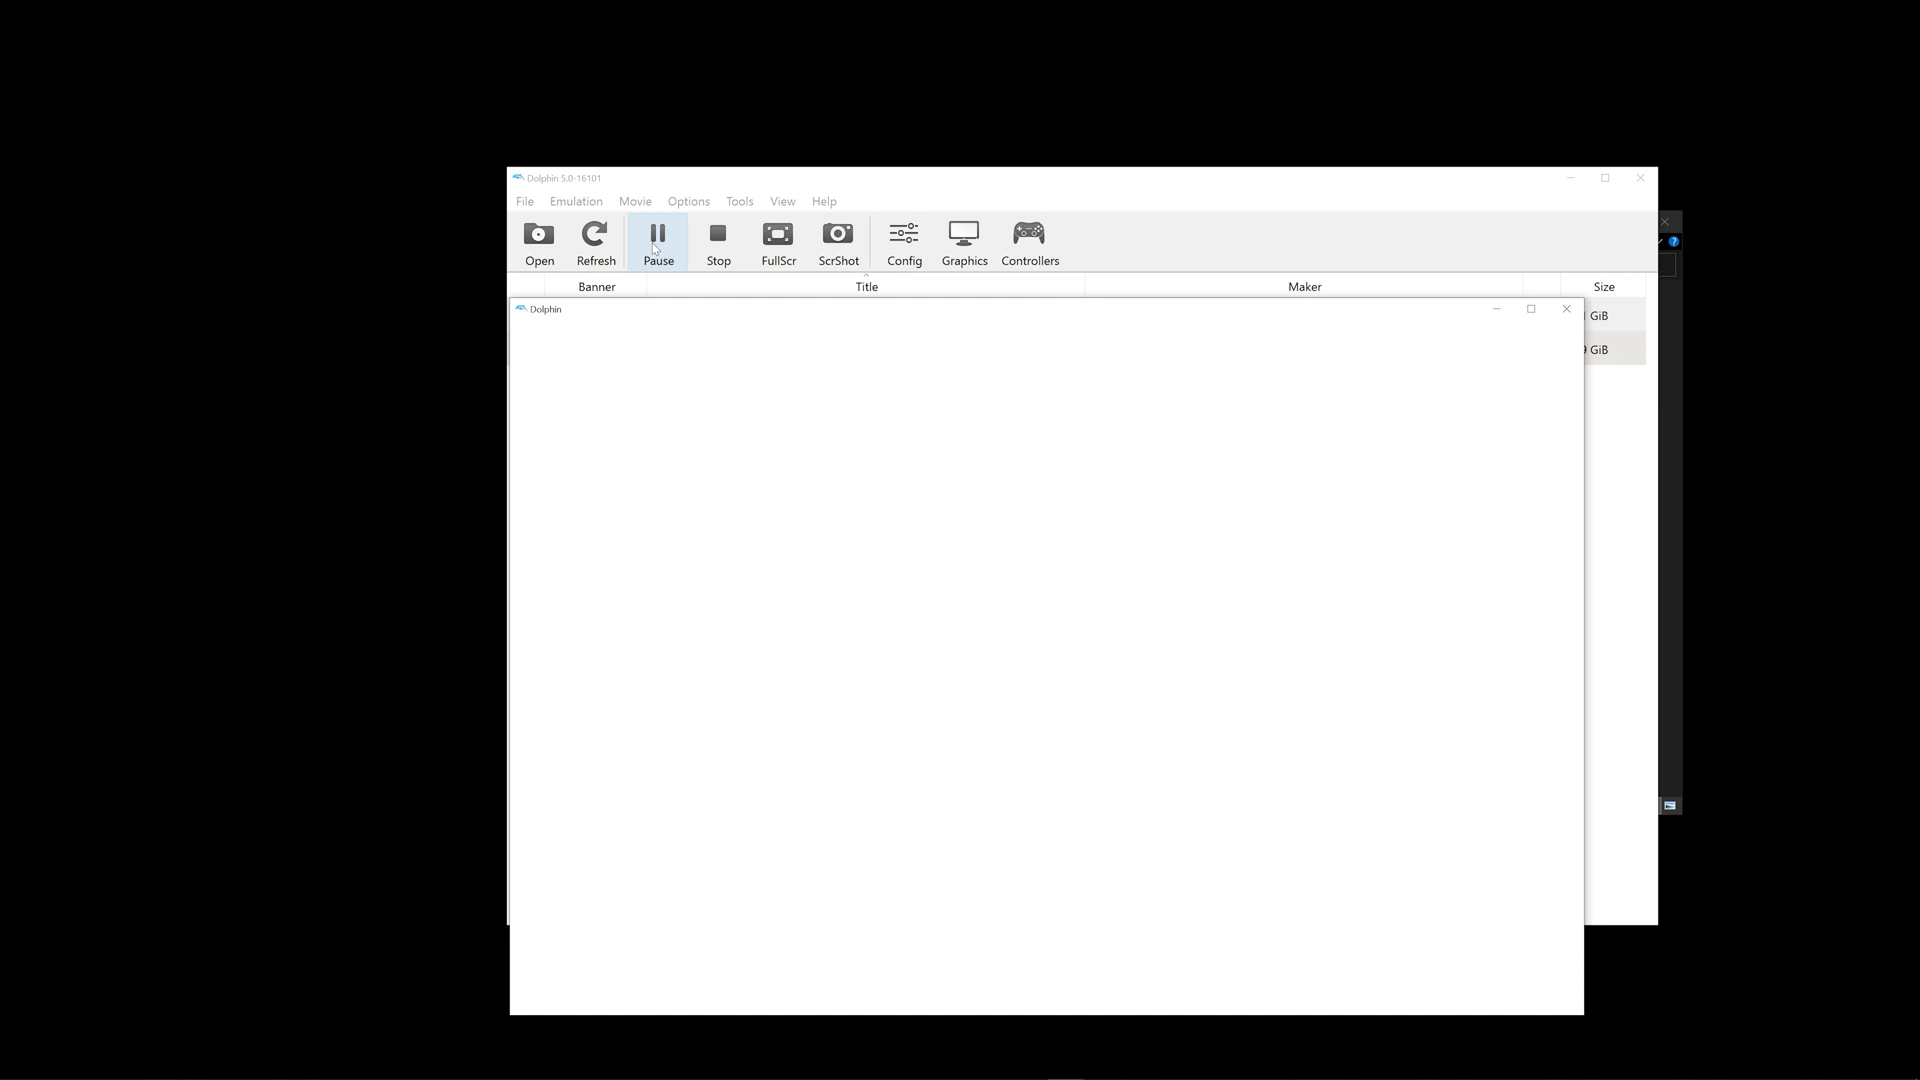 Dolphin 5.0-16101
File Emulation Movie Options Tools View Help
Open Refresh Pause Stop FullScr ScrShot Config Graphics Controllers
Banner Title Maker Size
Dolphin
GiB
GiB